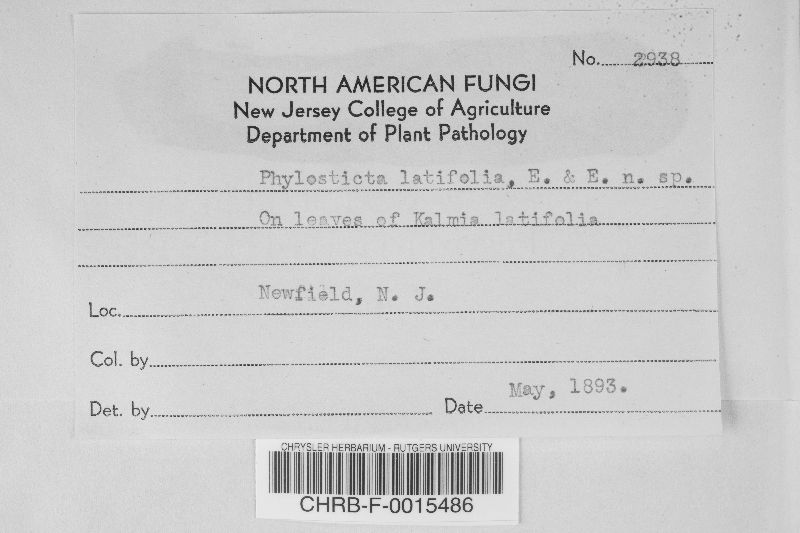 No. 2938
NORTH AMERICAN FUNGI
New Jersey College of Agriculture
Department of Plant Pathology
Phylosticta latifolia, E. & E. n. sp.
On leaves of Kalmia latifolia
Loc. Newfield, N. J.
Col. by
Det. by Date May, 1893.
CHRYSLER HERBARIUM - RUTGERS UNIVERSITY
CHRB-F-0015486